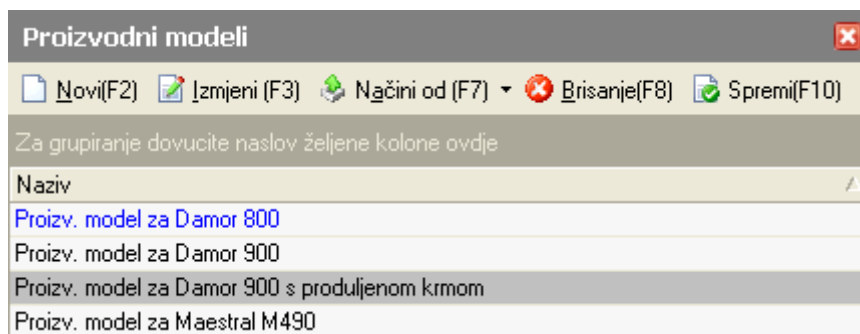 Proizvodni modeli
Novi(F2) Izmjeni (F3) Načini od (F7) Brisanje(F8) Spremi(F10)
Za grupiranje dovucite naslov željene kolone ovdje
Naziv
Proizv. model za Damor 800
Proizv. model za Damor 900
Proizv. model za Damor 900 s produljenom krmom
Proizv. model za Maestral M490